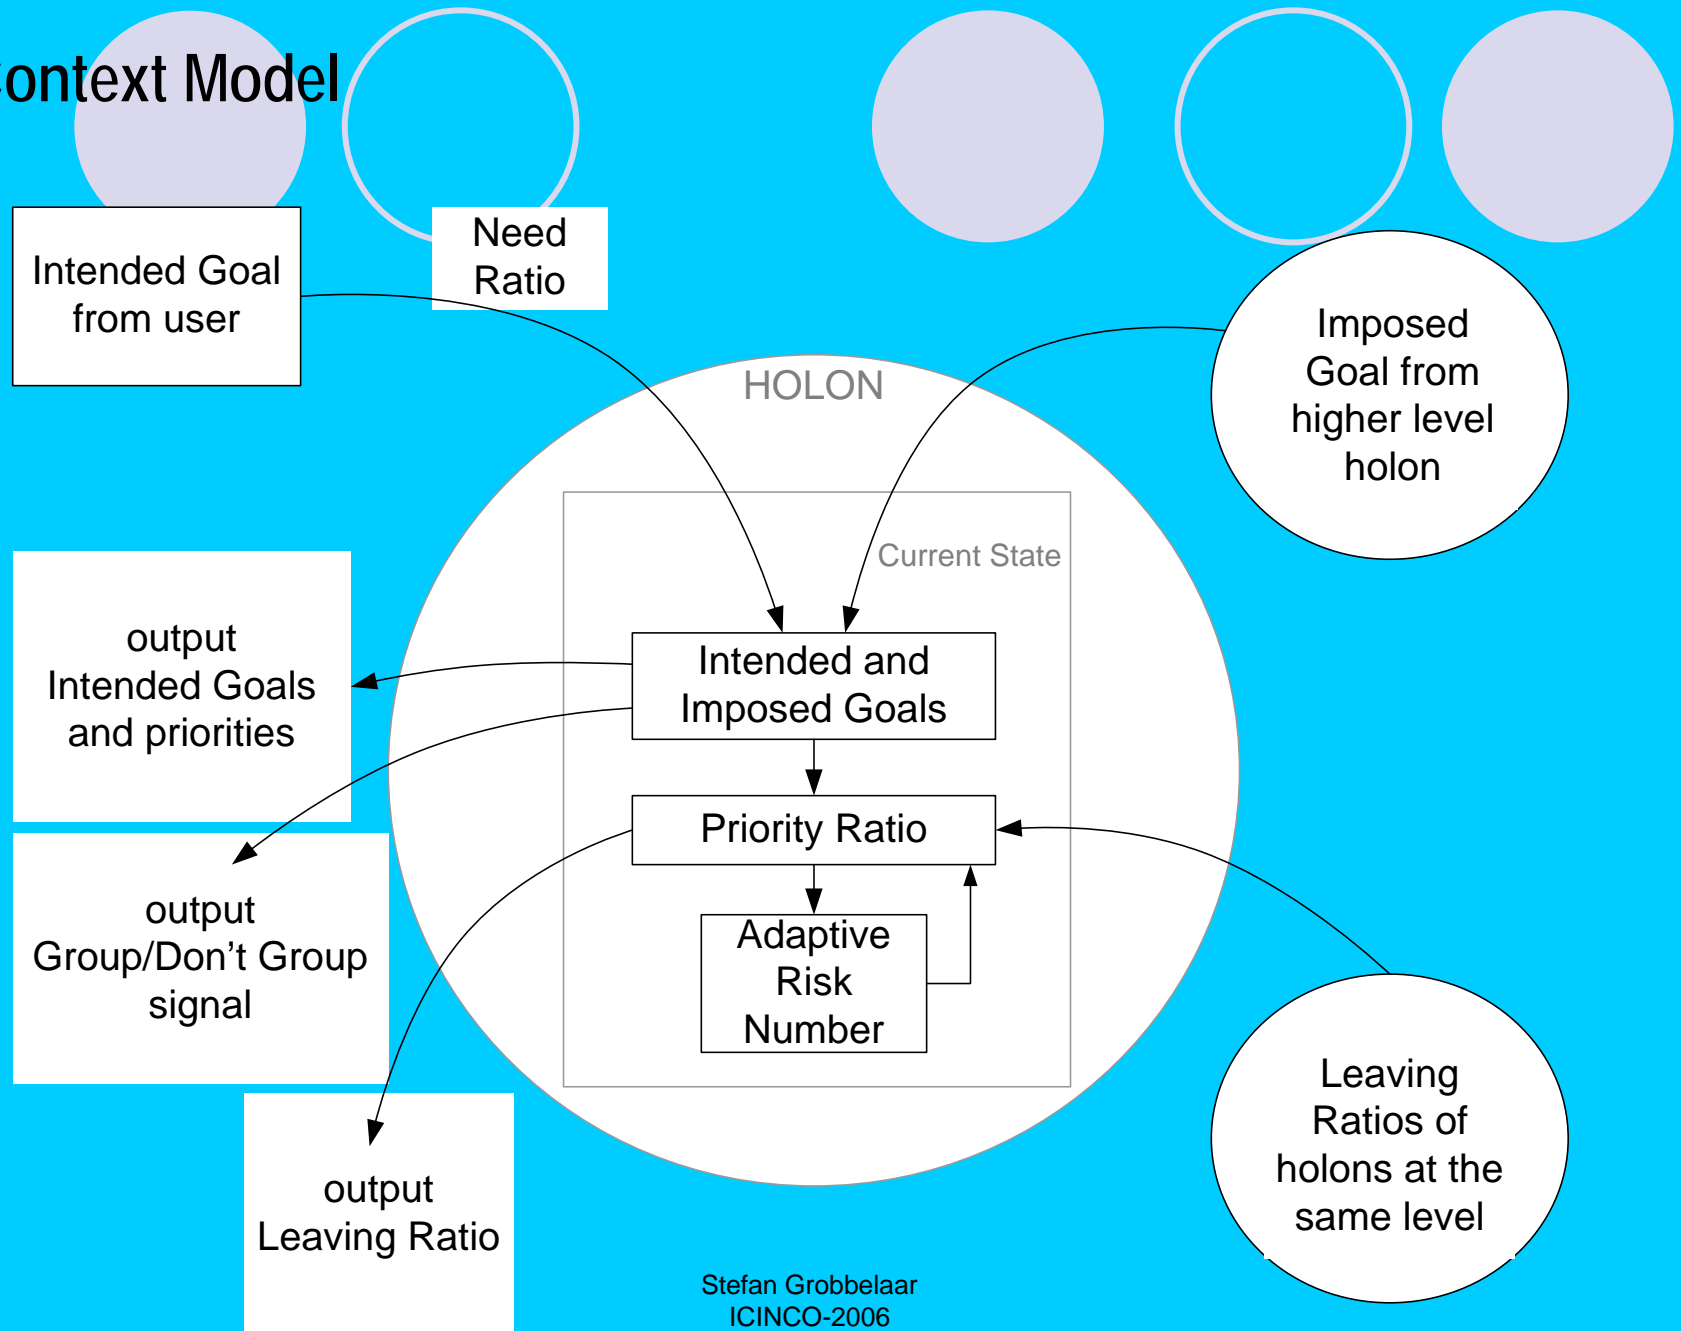 ontext Model
Intended Goal
from user
Need
Ratio
Imposed
Goal from
higher level
holon
HOLON
Current State
Intended and
Imposed Goals
output
Intended Goals
and priorities
Priority Ratio
output
Group/Don't Group
signal
Adaptive
Risk
Number
Leaving
Ratios of
holons at the
same level
output
Leaving Ratio
Stefan Grobbelaar
ICINCO-2006